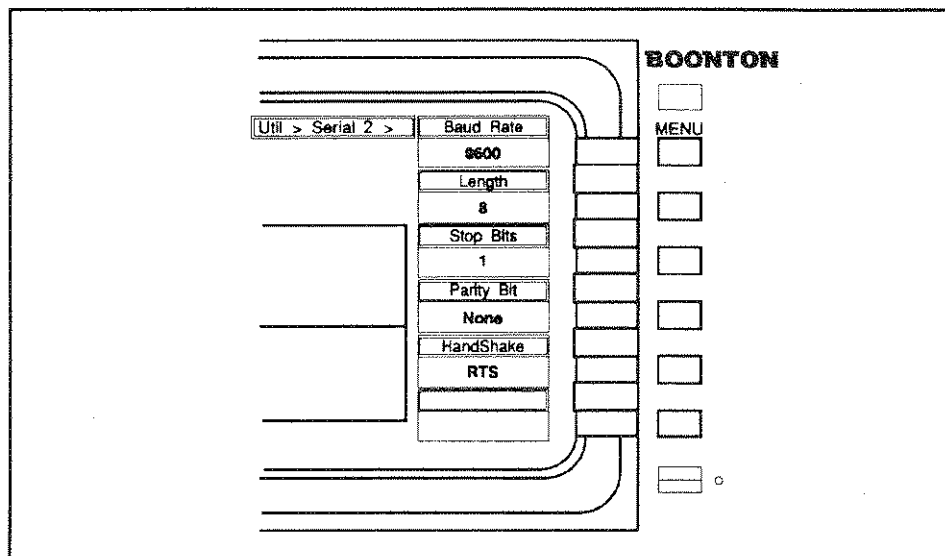 BOONTON
MENU
Util > Serial 2 >
Baud Rate
9600
Length
8
Stop Bits
1
Parity Bit
None
HandShake
RTS